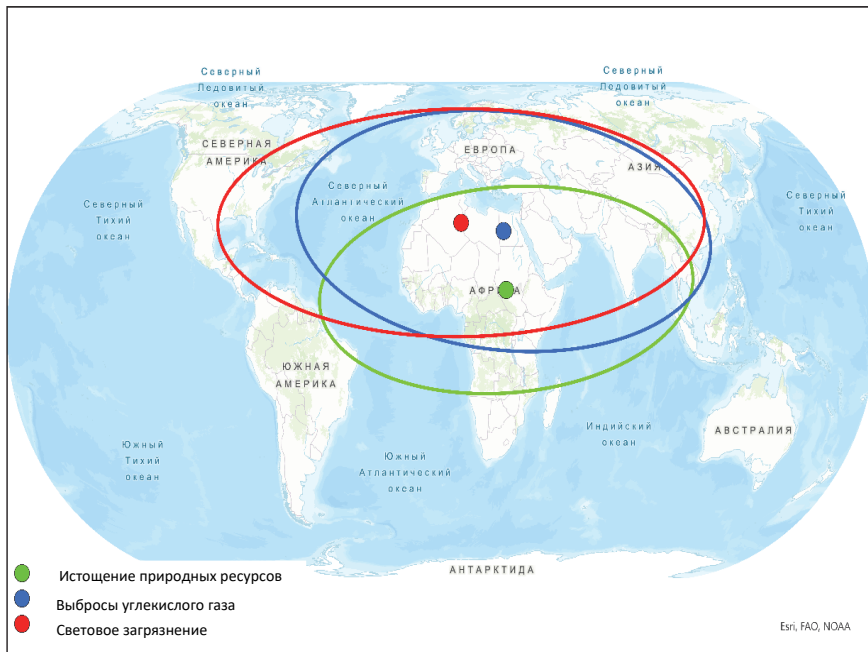 Северный
Ледовитый
океан
Северный
Ледовитый
океан
СЕВЕРНАЯ
АМЕРИКА
ЕВРОПА
АЗИЯ
Северный
Тихий
океан
Северный
Атлантический
океан
Северный
Тихий
океан
АФРИКА
ЮЖНАЯ
АМЕРИКА
Индийский
океан
АВСТРАЛИЯ
Южный
Тихий
океан
Южный
Атлантический
океан
АНТАРКТИДА
Истощение природных ресурсов
Выбросы углекислого газа
Световое загрязнение
Esri, FAO, NOAA